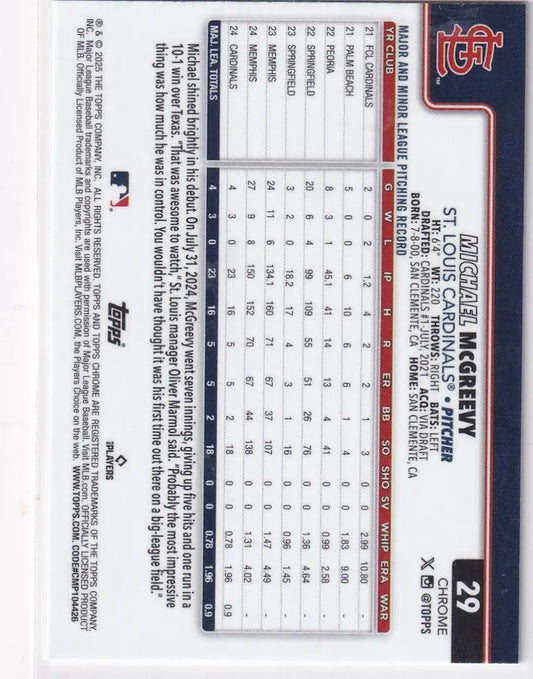 STL
™
29
CHROME
X @TOPPS
MICHAEL McGREEVY
ST. LOUIS CARDINALS® • PITCHER
HT: 6'4" WT: 220 THROWS: RIGHT BATS: LEFT
DRAFTED: CARDINALS #1-JULY, 2021 ACQ: VIA DRAFT
BORN: 7-8-00, SAN CLEMENTE, CA HOME: SAN CLEMENTE, CA
MAJOR AND MINOR LEAGUE PITCHING RECORD
YR CLUB G W L IP H R ER BB SO SHO SV WHIP ERA WAR
21 FCL CARDINALS 2 0 2 1.2 4 2 2 1 3 0 0 2.99 10.80 -
21 PALM BEACH 5 0 0 6 10 6 6 1 4 0 0 1.83 9.00 -
22 PEORIA 8 3 1 45.1 41 14 13 4 41 0 0 0.99 2.58 -
22 SPRINGFIELD 20 6 4 99 109 55 51 26 76 0 0 1.36 4.64 -
23 SPRINGFIELD 3 2 0 18.2 17 4 3 1 16 0 0 0.96 1.45 -
23 MEMPHIS 24 11 6 134.1 160 71 67 37 107 0 0 1.47 4.49 -
24 MEMPHIS 27 9 8 150 152 70 67 44 138 0 0 1.31 4.02 -
24 CARDINALS 4 3 0 23 16 5 5 2 18 0 0 0.78 1.96 0.9
MAJ. LEA. TOTALS 4 3 0 23 16 5 5 2 18 0 0 0.78 1.96 0.9
Michael shined brightly in his debut. On July 31, 2024, McGreevy went seven innings, giving up five hits and one run in a
10-1 win over Texas. "That was awesome to watch," St. Louis manager Oliver Marmol said. "Probably the most impressive
thing was how much he was in control. You wouldn't have thought it was his first time out there on a big-league field."
topps®
PLAYERS
® & © 2025 THE TOPPS COMPANY, INC. ALL RIGHTS RESERVED. TOPPS AND TOPPS CHROME ARE REGISTERED TRADEMARKS OF THE TOPPS COMPANY,
INC. Major League Baseball trademarks and copyrights are used with permission of Major League Baseball. Visit MLB.com. OFFICIALLY LICENSED PRODUCT
OF MLB. Officially Licensed Product of MLB Players, Inc. Visit MLBPLAYERS.COM, the Players Choice on the web. WWW.TOPPS.COM. CODE#CMP104426